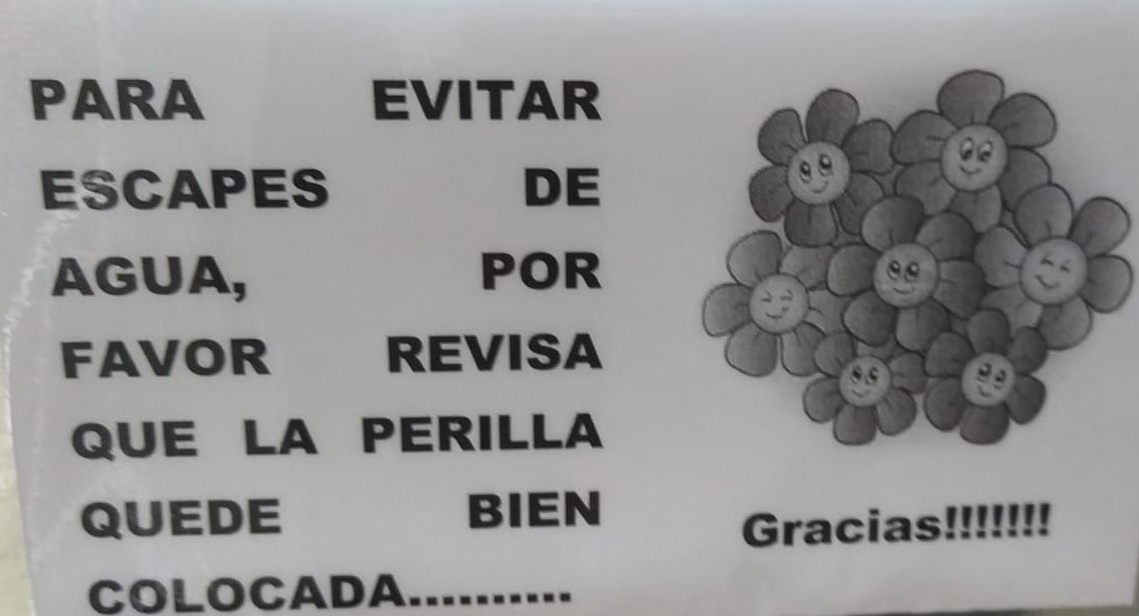 PARA EVITAR
ESCAPES DE
AGUA, POR
FAVOR REVISA
QUE LA PERILLA
QUEDE BIEN
COLOCADA..........
Gracias!!!!!!!